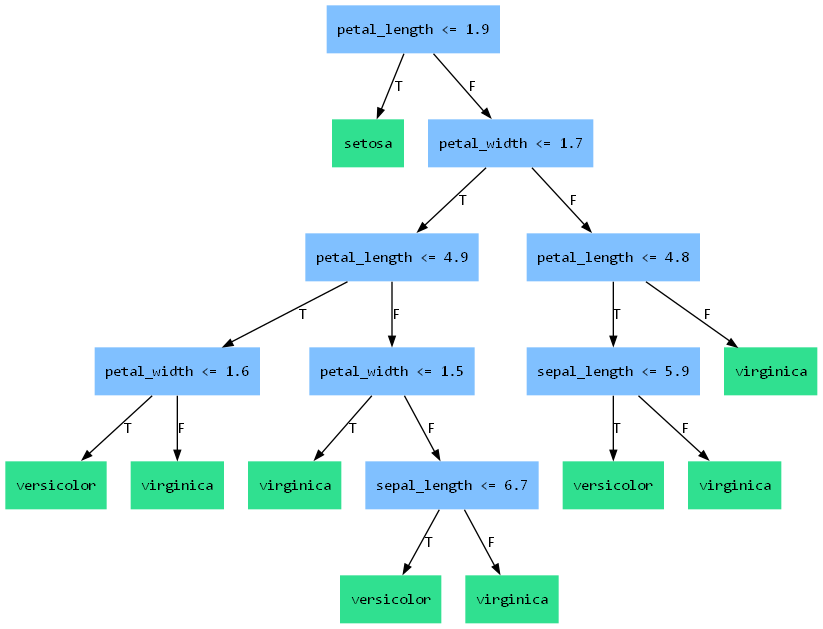 petal_length <= 1.9
T
F
setosa
petal_width <= 1.7
T
F
petal_length <= 4.9
petal_length <= 4.8
T
F
T
F
petal_width <= 1.6
petal_width <= 1.5
sepal_length <= 5.9
virginica
T
F
T
F
T
F
versicolor
virginica
virginica
sepal_length <= 6.7
versicolor
virginica
T
F
versicolor
virginica